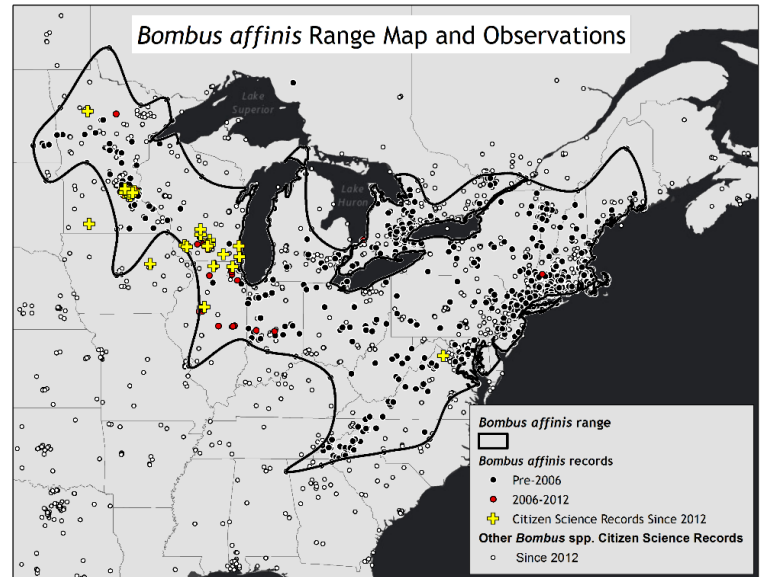 Bombus affinis Range Map and Observations
Lake
Superior
Lake
Huron
Bombus affinis range
Bombus affinis records
Pre-2006
2006-2012
Citizen Science Records Since 2012
Other Bombus spp. Citizen Science Records
Since 2012